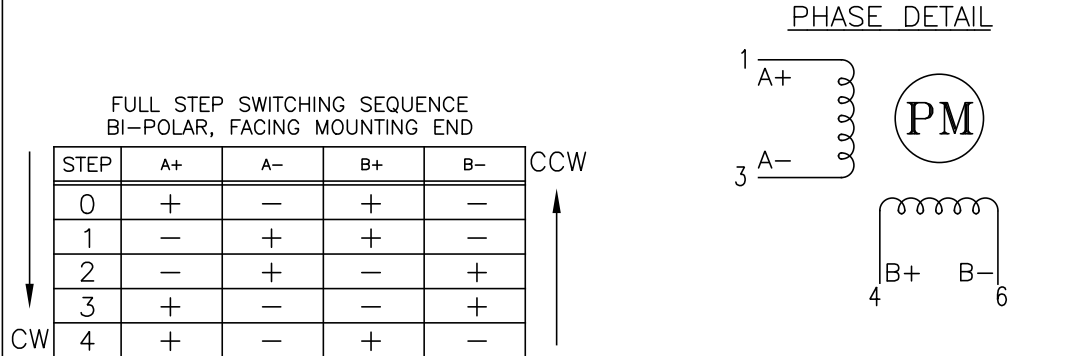 PHASE DETAIL
1
A+
A-
3
PM
B+ B-
4 6
FULL STEP SWITCHING SEQUENCE
BI-POLAR, FACING MOUNTING END
STEP A+ A- B+ B-
0 + - + -
1 - + + -
2 - + - +
3 + - - +
4 + - + -
CW
CCW